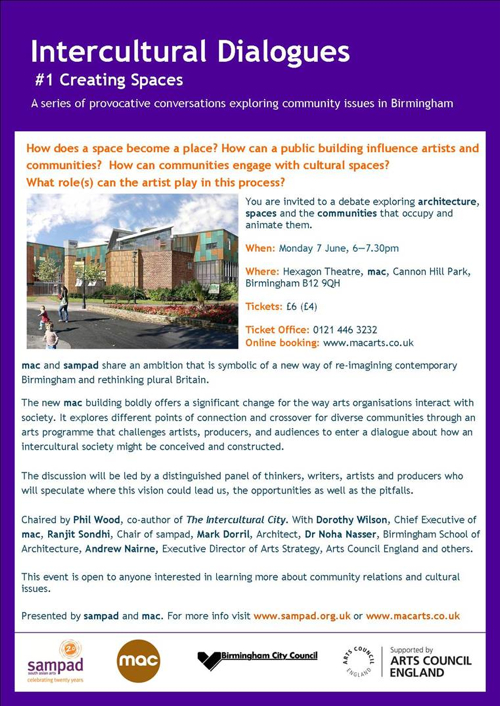 Intercultural Dialogues
#1 Creating Spaces
A series of provocative conversations exploring community issues in Birmingham
How does a space become a place? How can a public building influence artists and
communities? How can communities engage with cultural spaces?
What role(s) can the artist play in this process?
You are invited to a debate exploring architecture,
spaces and the communities that occupy and
animate them.
When: Monday 7 June, 6—7.30pm
Where: Hexagon Theatre, mac, Cannon Hill Park,
Birmingham B12 9QH
Tickets: £6 (£4)
Ticket Office: 0121 446 3232
Online booking: www.macarts.co.uk
mac and sampad share an ambition that is symbolic of a new way of re-imagining contemporary
Birmingham and rethinking plural Britain.
The new mac building boldly offers a significant change for the way arts organisations interact with
society. It explores different points of connection and crossover for diverse communities through an
arts programme that challenges artists, producers, and audiences to enter a dialogue about how an
intercultural society might be conceived and constructed.
The discussion will be led by a distinguished panel of thinkers, writers, artists and producers who
will speculate where this vision could lead us, the opportunities as well as the pitfalls.
Chaired by Phil Wood, co-author of The Intercultural City. With Dorothy Wilson, Chief Executive of
mac, Ranjit Sondhi, Chair of sampad, Mark Dorril, Architect, Dr Noha Nasser, Birmingham School of
Architecture, Andrew Nairne, Executive Director of Arts Strategy, Arts Council England and others.
This event is open to anyone interested in learning more about community relations and cultural
issues.
Presented by sampad and mac. For more info visit www.sampad.org.uk or www.macarts.co.uk
20
sampad
south asian arts
celebrating twenty years
mac
Birmingham City Council
ARTS COUNCIL
ENGLAND
Supported by
ARTS COUNCIL
ENGLAND